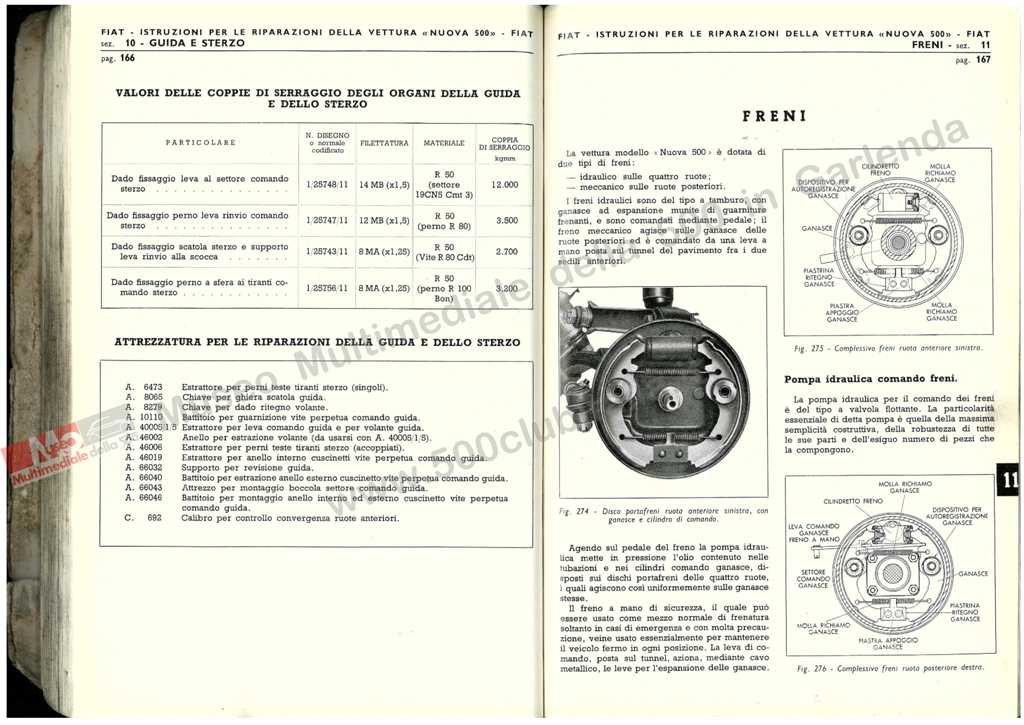 FIAT - ISTRUZIONI PER LE RIPARAZIONI DELLA VETTURA «NUOVA 500» - FIAT
sez. 10 - GUIDA E STERZO
pag. 166
VALORI DELLE COPPIE DI SERRAGGIO DEGLI ORGANI DELLA GUIDA
E DELLO STERZO
PARTICOLARE
N. DISEGNO
o normale
codificato
FILETTATURA
MATERIALE
COPPIA
DI SERRAGGIO
kgmm
Dado fissaggio leva al settore comando
sterzo . . . . . . . . . . . . . .
1/25748/11
14 MB (x1,5)
R 50
(settore
19CN5 Cmt 3)
12.000
Dado fissaggio perno leva rinvio comando
sterzo . . . . . . . . . . . . . .
1/25747/11
12 MB (x1,5)
R 50
(perno R 80)
3.500
Dado fissaggio scatola sterzo e supporto
leva rinvio alla scocca . . . . . . .
1/25743/11
8 MA (x1,25)
R 50
(Vite R 80 Cdt)
2.700
Dado fissaggio perno a sfera ai tiranti co-
mando sterzo . . . . . . . . . . .
1/25756/11
8 MA (x1,25)
R 50
(perno R 100
Bon)
3.200
ATTREZZATURA PER LE RIPARAZIONI DELLA GUIDA E DELLO STERZO
A. 6473 Estrattore per perni teste tiranti sterzo (singoli).
A. 8065 Chiave per ghiera scatola guida.
A. 8279 Chiave per dado ritegno volante.
A. 10110 Battitoio per guarnizione vite perpetua comando guida.
A. 40005/1/5 Estrattore per leva comando guida e per volante guida.
A. 46002 Anello per estrazione volante (da usarsi con A. 40005/1/5).
A. 46006 Estrattore per perni teste tiranti sterzo (accoppiati).
A. 46019 Estrattore per anello interno cuscinetti vite perpetua comando guida.
A. 66032 Supporto per revisione guida.
A. 66040 Battitoio per estrazione anello esterno cuscinetto vite perpetua comando guida.
A. 66043 Attrezzo per montaggio boccola settore comando guida.
A. 66046 Battitoio per montaggio anello interno ed esterno cuscinetto vite perpetua
comando guida.
C. 692 Calibro per controllo convergenza ruote anteriori.
FIAT - ISTRUZIONI PER LE RIPARAZIONI DELLA VETTURA «NUOVA 500» - FIAT
FRENI - sez. 11
pag. 167
FRENI
La vettura modello «Nuova 500» è dotata di
due tipi di freni:
— idraulico sulle quattro ruote;
— meccanico sulle ruote posteriori.
I freni idraulici sono del tipo a tamburo, con
ganasce ad espansione munite di guarniture
frenanti, e sono comandati mediante pedale; il
freno meccanico agisce sulle ganasce delle
ruote posteriori ed è comandato da una leva a
mano posta sul tunnel del pavimento fra i due
sedili anteriori.
Fig. 274 - Disco portafreni ruota anteriore sinistra, con
ganasce e cilindro di comando.
Agendo sul pedale del freno la pompa idrau-
lica mette in pressione l'olio contenuto nelle
tubazioni e nei cilindri comando ganasce, di-
sposti sui dischi portafreni delle quattro ruote,
i quali agiscono così uniformemente sulle ganasce
stesse.
Il freno a mano di sicurezza, il quale può
essere usato come mezzo normale di frenatura
soltanto in casi di emergenza e con molta precau-
zione, veine usato essenzialmente per mantenere
il veicolo fermo in ogni posizione. La leva di co-
mando, posta sul tunnel, aziona, mediante cavo
metallico, le leve per l'espansione delle ganasce.
CILINDRETTO
FRENO
MOLLA
RICHIAMO
GANASCE
DISPOSITIVO PER
AUTOREGISTRAZIONE
GANASCE
GANASCE
PIASTRINA
RITEGNO
GANASCE
PIASTRA
APPOGGIO
GANASCE
MOLLA
RICHIAMO
GANASCE
Fig. 275 - Complessivo freni ruota anteriore sinistra.
Pompa idraulica comando freni.
La pompa idraulica per il comando dei freni
è del tipo a valvola flottante. La particolarità
essenziale di detta pompa è quella della massima
semplicità costruttiva, della robustezza di tutte
le sue parti e dell'esiguo numero di pezzi che
la compongono.
11
MOLLA RICHIAMO
GANASCE
CILINDRETTO FRENO
DISPOSITIVO PER
AUTOREGISTRAZIONE
GANASCE
LEVA COMANDO
GANASCE
FRENO A MANO
SETTORE
COMANDO
GANASCE
GANASCE
PIASTRINA
RITEGNO
GANASCE
MOLLA RICHIAMO
GANASCE
PIASTRA APPOGGIO
GANASCE
Fig. 276 - Complessivo freni ruota posteriore destra.
Museo Multimediale della 500 in Garlenda
www.500club
Museo
Multimediale della